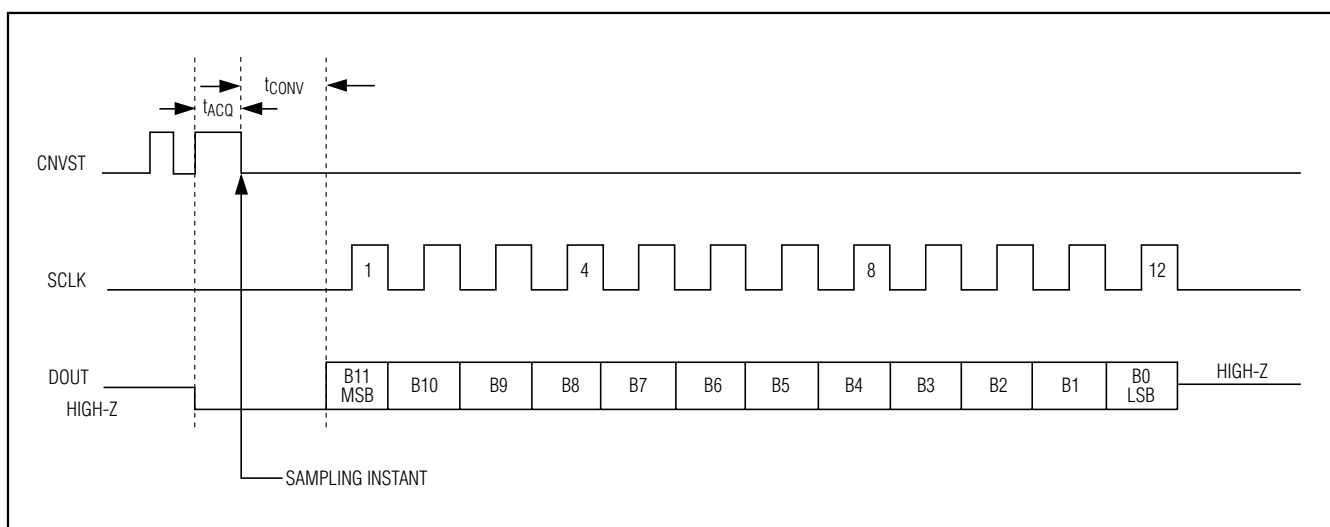 tCONV
tACQ
CNVST
SCLK
1
4
8
12
DOUT
HIGH-Z
B11
MSB
B10
B9
B8
B7
B6
B5
B4
B3
B2
B1
B0
LSB
HIGH-Z
SAMPLING INSTANT